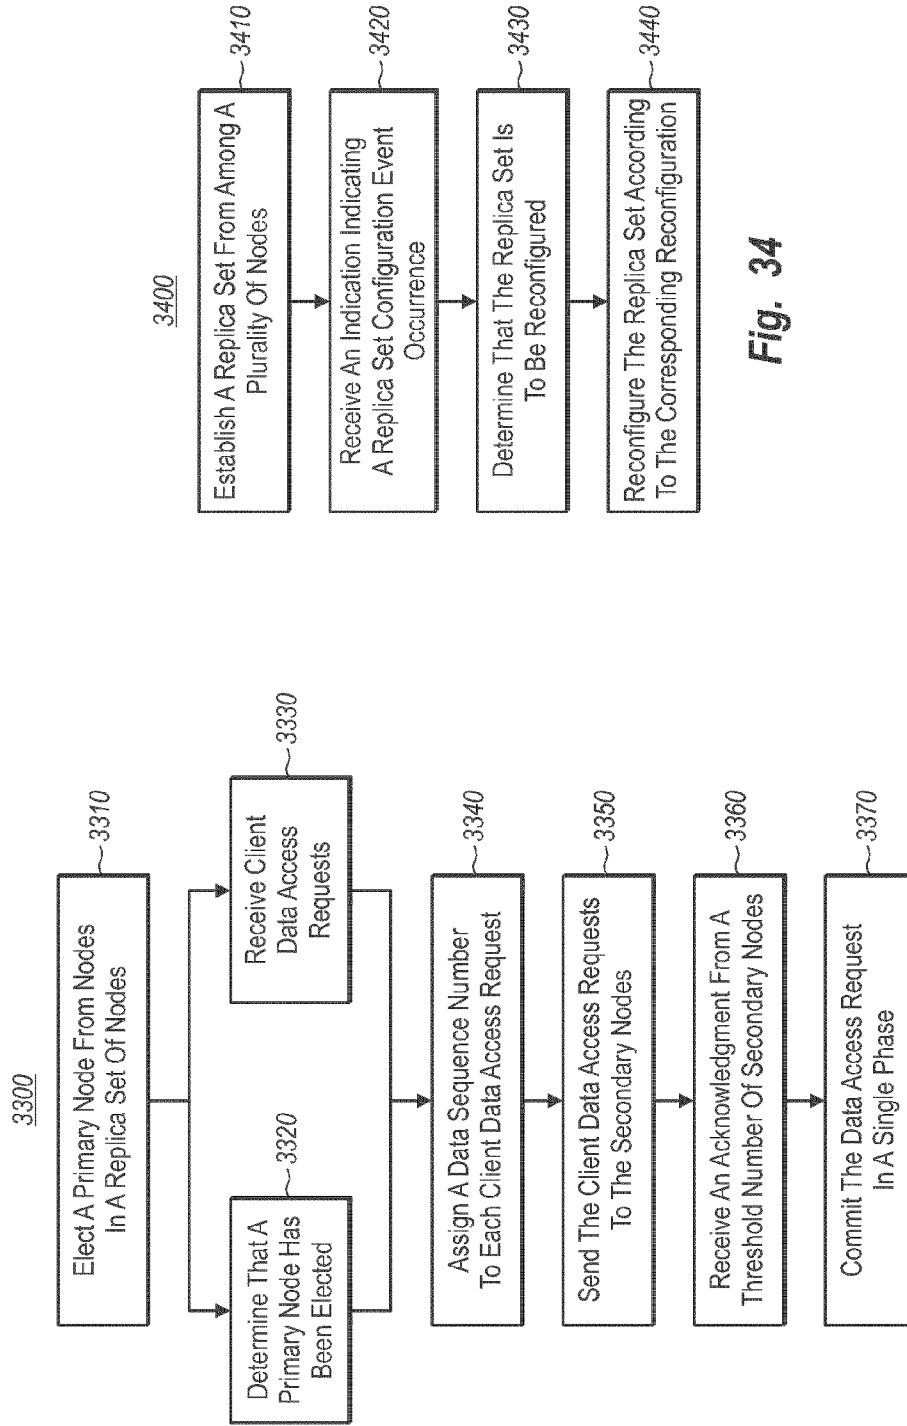 3300
Elect A Primary Node From Nodes
In A Replica Set Of Nodes
3310
Determine That A
Primary Node Has
Been Elected
3320
Receive Client
Data Access
Requests
3330
Assign A Data Sequence Number
To Each Client Data Access Request
3340
Send The Client Data Access Requests
To The Secondary Nodes
3350
Receive An Acknowledgment From A
Threshold Number Of Secondary Nodes
3360
Commit The Data Access Request
In A Single Phase
3370
3400
Establish A Replica Set From Among A
Plurality Of Nodes
3410
Receive An Indication Indicating
A Replica Set Configuration Event
Occurrence
3420
Determine That The Replica Set Is
To Be Reconfigured
3430
Reconfigure The Replica Set According
To The Corresponding Reconfiguration
3440
Fig. 34